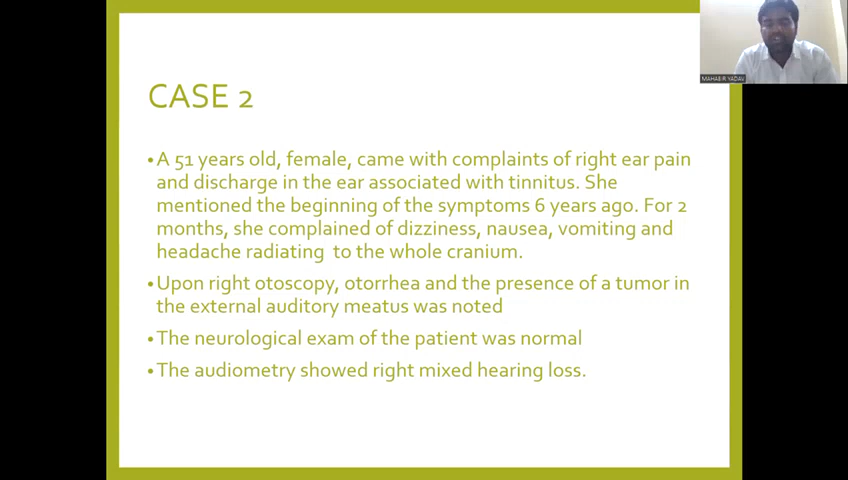 MAHABIR YADAV
CASE 2
•A 51 years old, female, came with complaints of right ear pain
and discharge in the ear associated with tinnitus. She
mentioned the beginning of the symptoms 6 years ago. For 2
months, she complained of dizziness, nausea, vomiting and
headache radiating to the whole cranium.
•Upon right otoscopy, otorrhea and the presence of a tumor in
the external auditory meatus was noted
•The neurological exam of the patient was normal
•The audiometry showed right mixed hearing loss.